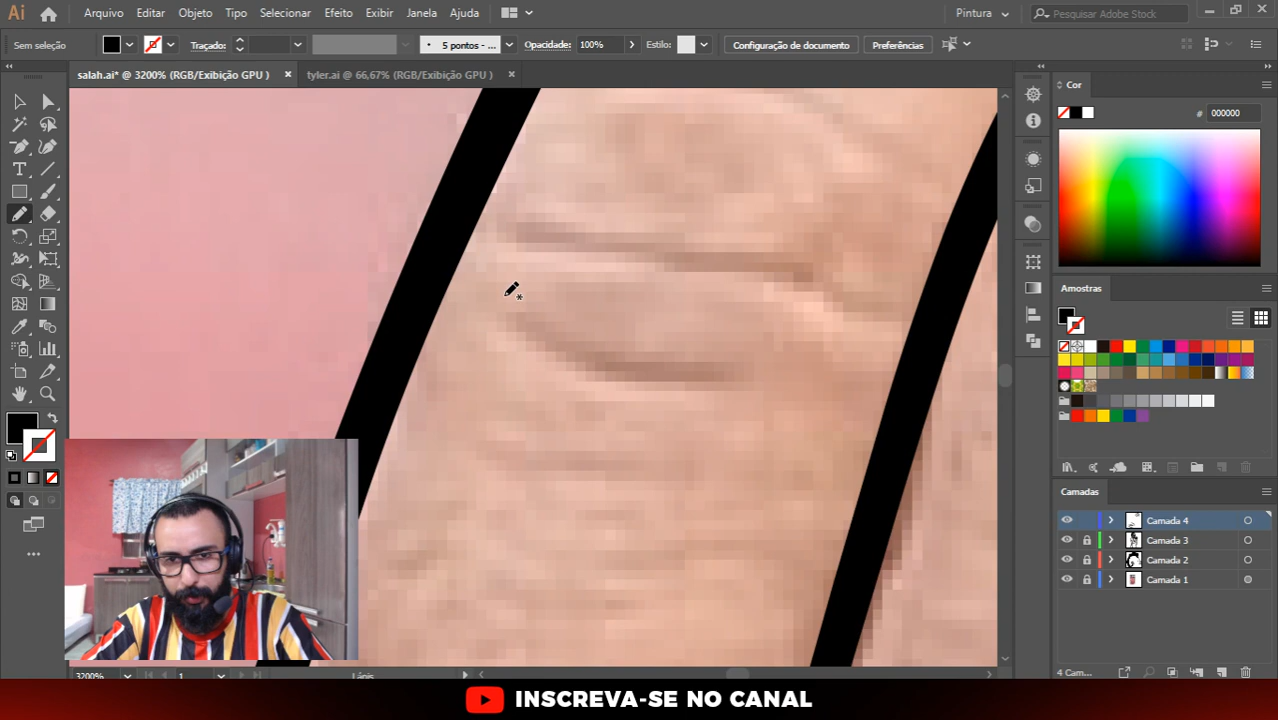 Ai Arquivo Editar Objeto Tipo Selecionar Efeito Exibir Janela Ajuda Pintura Pesquisar Adobe Stock
Sem seleção Traçado: 5 pontos - ... Opacidade: 100% Estilo: Configuração de documento Preferências
salah.ai* @ 3200% (RGB/Exibição GPU ) × tyler.ai @ 66,67% (RGB/Exibição GPU ) ×
Cor
# 000000
Amostras
Camadas
Camada 4
Camada 3
Camada 2
Camada 1
3200% 1 Lápis 4 Cam...
INSCREVA-SE NO CANAL